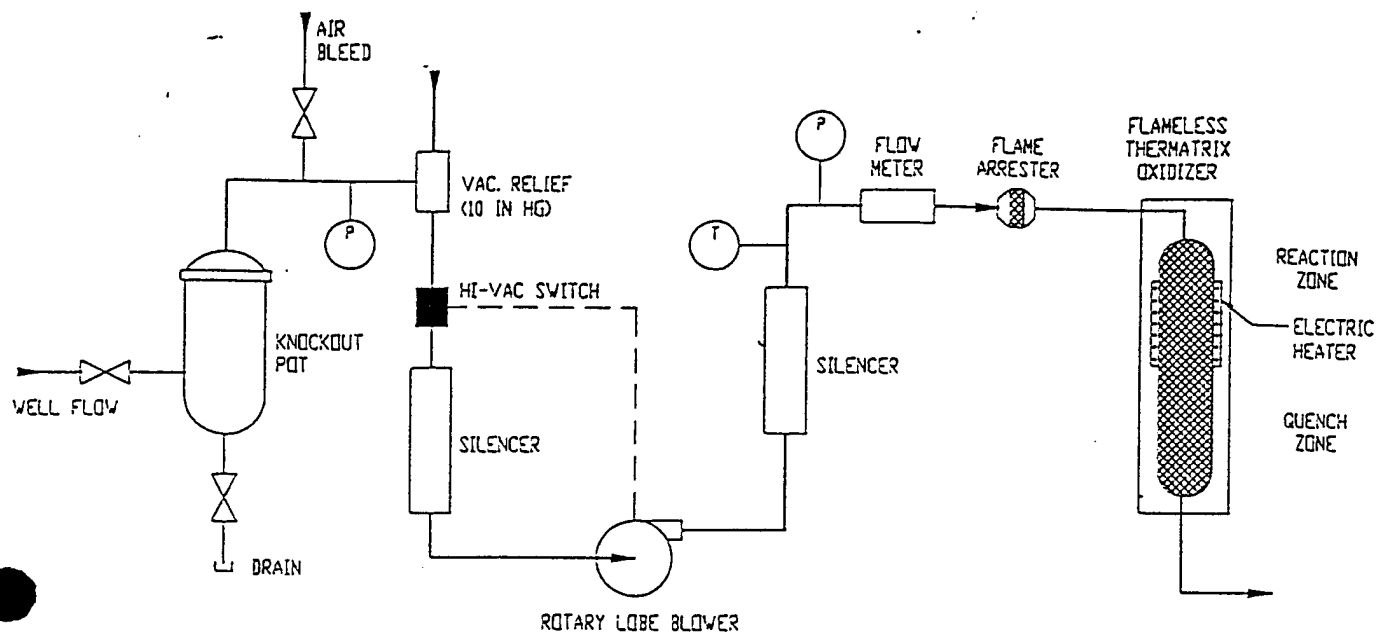 AIR
BLEED
VAC. RELIEF
(10 IN HG)
P
HI-VAC SWITCH
KNOCKOUT
POT
WELL FLOW
SILENCER
DRAIN
ROTARY LOBE BLOWER
T
P
SILENCER
FLOW
METER
FLAME
ARRESTER
FLAMELESS
THERMATRIX
OXIDIZER
REACTION
ZONE
ELECTRIC
HEATER
QUENCH
ZONE